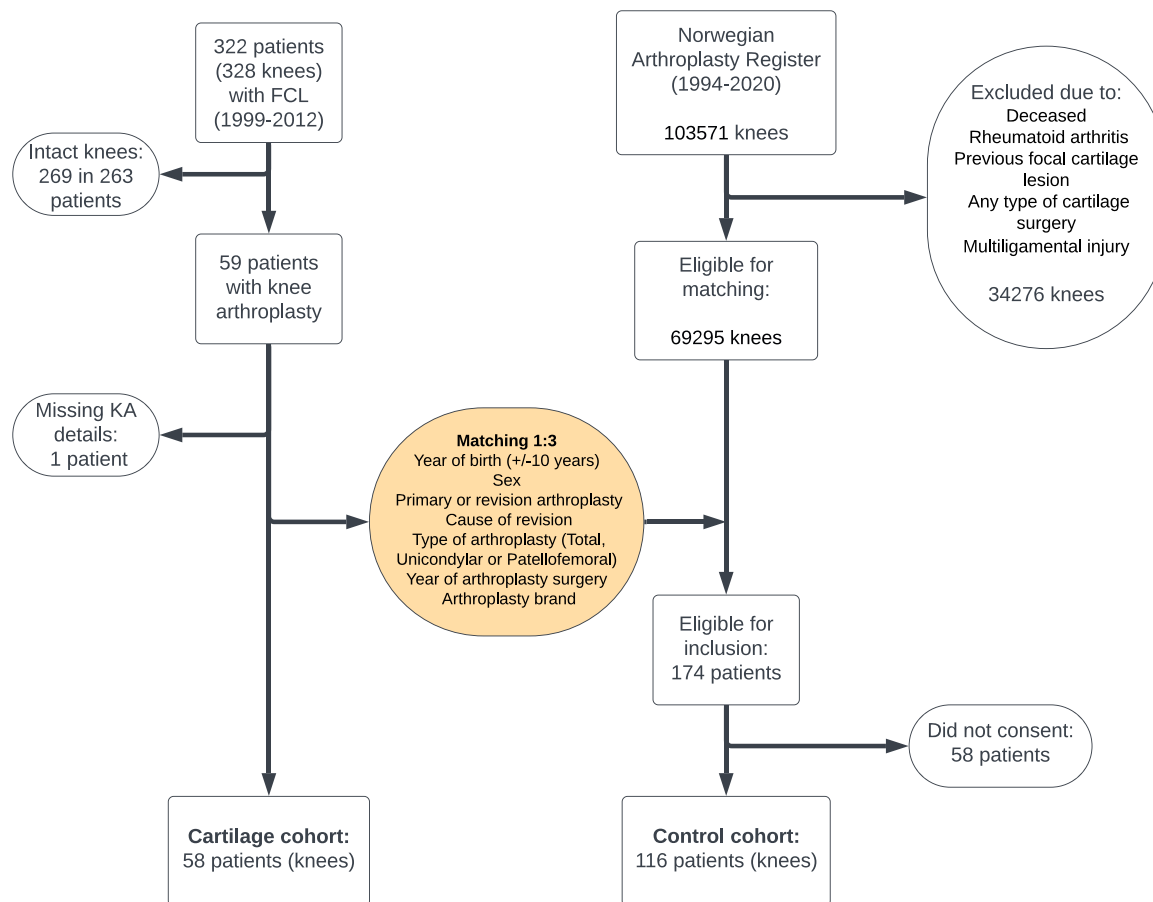 322 patients
(328 knees)
with FCL
(1999-2012)
Intact knees:
269 in 263
patients
59 patients
with knee
arthroplasty
Missing KA
details:
1 patient
Cartilage cohort:
58 patients (knees)
Matching 1:3
Year of birth (+/-10 years)
Sex
Primary or revision arthroplasty
Cause of revision
Type of arthroplasty (Total,
Unicondylar or Patellofemoral)
Year of arthroplasty surgery
Arthroplasty brand
Norwegian
Arthroplasty Register
(1994-2020)
103571 knees
Excluded due to:
Deceased
Rheumatoid arthritis
Previous focal cartilage
lesion
Any type of cartilage
surgery
Multiligamental injury
34276 knees
Eligible for
matching:
69295 knees
Eligible for
inclusion:
174 patients
Did not consent:
58 patients
Control cohort:
116 patients (knees)